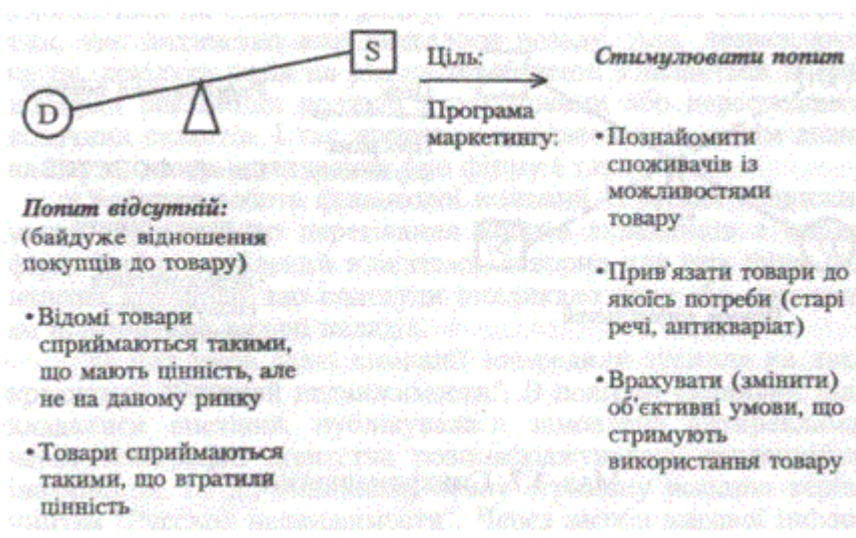 S
D
Ціль:
Програма
маркетингу:
Стимулювати попит
• Познайомити
споживачів із
можливостями
товару
• Прив'язати товари до
якоїсь потреби (старі
речі, антикваріат)
• Врахувати (змінити)
об'єктивні умови, що
стримують
використання товару
Попит відсутній:
(байдуже відношення
покупців до товару)
• Відомі товари
сприймаються такими,
що мають цінність, але
не на даному ринку
• Товари сприймаються
такими, що втратили
цінність